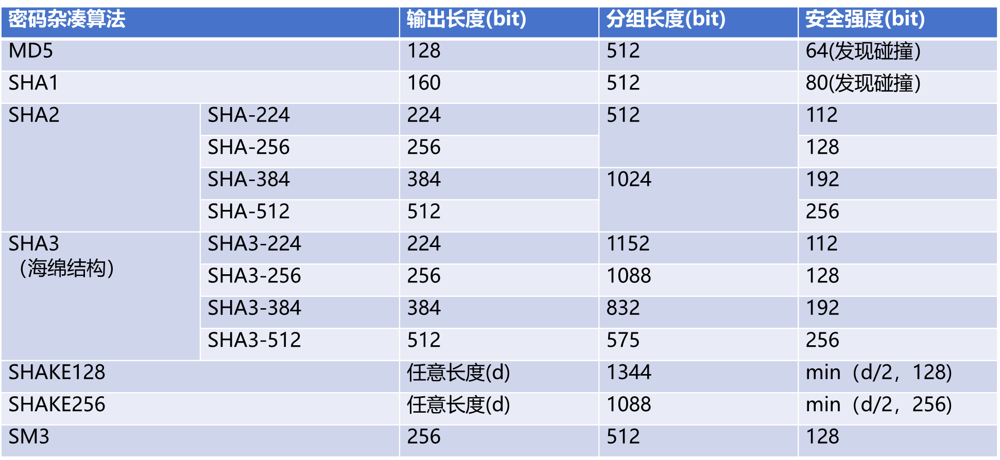 密码杂凑算法 输出长度(bit) 分组长度(bit) 安全强度(bit)
MD5 128 512 64(发现碰撞）
SHA1 160 512 80(发现碰撞）
SHA2 SHA-224 224 512 112
SHA-256 256 128
SHA-384 384 1024 192
SHA-512 512 256
SHA3 SHA3-224 224 1152 112
（海绵结构）
SHA3-256 256 1088 128
SHA3-384 384 832 192
SHA3-512 512 575 256
SHAKE128 任意长度(d) 1344 min（d/2，128)
SHAKE256 任意长度(d) 1088 min（d/2，256)
SM3 256 512 128